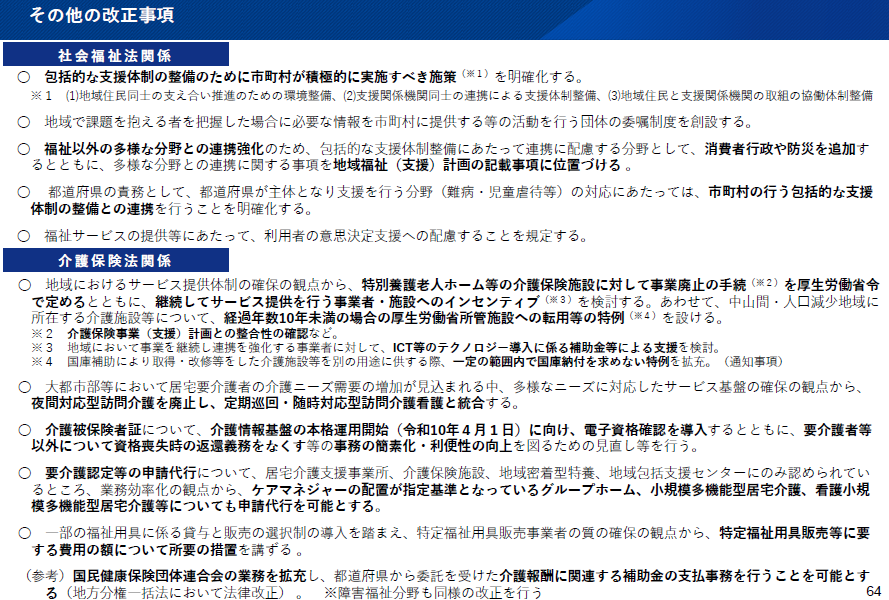 その他の改正事項
社会福祉法関係
○ 包括的な支援体制の整備のために市町村が積極的に実施すべき施策（※１）を明確化する。
※１ (1)地域住民同士の支え合い推進のための環境整備、(2)支援関係機関同士の連携による支援体制整備、(3)地域住民と支援関係機関の取組の協働体制整備
○ 地域で課題を抱える者を把握した場合に必要な情報を市町村に提供する等の活動を行う団体の委嘱制度を創設する。
○ 福祉以外の多様な分野との連携強化のため、包括的な支援体制整備にあたって連携に配慮する分野として、消費者行政や防災を追加す
るとともに、多様な分野との連携に関する事項を地域福祉（支援）計画の記載事項に位置づける 。
○ 都道府県の責務として、都道府県が主体となり支援を行う分野（難病・児童虐待等）の対応にあたっては、市町村の行う包括的な支援
体制の整備との連携を行うことを明確化する。
○ 福祉サービスの提供等にあたって、利用者の意思決定支援への配慮することを規定する。
介護保険法関係
○ 地域におけるサービス提供体制の確保の観点から、特別養護老人ホーム等の介護保険施設に対して事業廃止の手続（※２）を厚生労働省令
で定めるとともに、継続してサービス提供を行う事業者・施設へのインセンティブ（※３）を検討する。あわせて、中山間・人口減少地域に
所在する介護施設等について、経過年数10年未満の場合の厚生労働省所管施設への転用等の特例（※４）を設ける。
※２ 介護保険事業（支援）計画との整合性の確認など。
※３ 地域において事業を継続し連携を強化する事業者に対して、ICT等のテクノロジー導入に係る補助金等による支援を検討。
※４ 国庫補助により取得・改修等をした介護施設等を別の用途に供する際、一定の範囲内で国庫納付を求めない特例を拡充。（通知事項）
○ 大都市部等において居宅要介護者の介護ニーズ需要の増加が見込まれる中、多様なニーズに対応したサービス基盤の確保の観点から、
夜間対応型訪問介護を廃止し、定期巡回・随時対応型訪問介護看護と統合する。
○ 介護被保険者証について、介護情報基盤の本格運用開始（令和10年４月１日）に向け、電子資格確認を導入するとともに、要介護者等
以外について資格喪失時の返還義務をなくす等の事務の簡素化・利便性の向上を図るための見直し等を行う。
○ 要介護認定等の申請代行について、居宅介護支援事業所、介護保険施設、地域密着型特養、地域包括支援センターにのみ認められてい
るところ、業務効率化の観点から、ケアマネジャーの配置が指定基準となっているグループホーム、小規模多機能型居宅介護、看護小規
模多機能型居宅介護等についても申請代行を可能とする。
○ 一部の福祉用具に係る貸与と販売の選択制の導入を踏まえ、特定福祉用具販売事業者の質の確保の観点から、特定福祉用具販売等に要
する費用の額について所要の措置を講ずる 。
（参考）国民健康保険団体連合会の業務を拡充し、都道府県から委託を受けた介護報酬に関連する補助金の支払事務を行うことを可能とす
る（地方分権一括法において法律改正） 。 ※障害福祉分野も同様の改正を行う
64